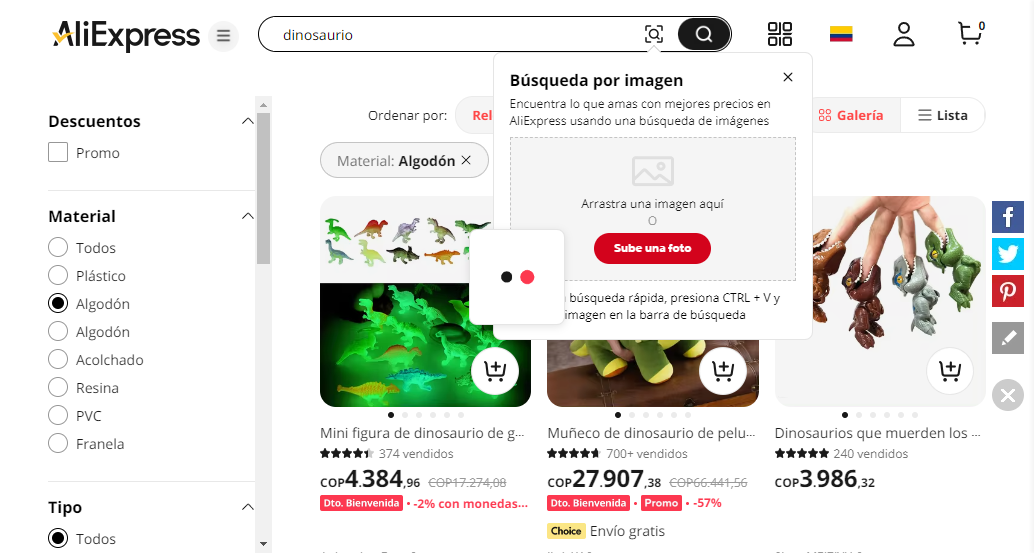 AliExpress
dinosaurio
0
Búsqueda por imagen
Encuentra lo que amas con mejores precios en
AliExpress usando una búsqueda de imágenes
Arrastra una imagen aquí
O
Sube una foto
búsqueda rápida, presiona CTRL + V y
imagen en la barra de búsqueda
Descuentos
Promo
Material
Todos
Plástico
Algodón
Algodón
Acolchado
Resina
PVC
Franela
Tipo
Todos
Ordenar por:
Galería
Lista
Material: Algodón
Mini figura de dinosaurio de g...
374 vendidos
COP4.384,96 COP17.274,08
Dto. Bienvenida -2% con monedas...
Muñeco de dinosaurio de pelu...
700+ vendidos
COP27.907,38 COP66.441,56
Dto. Bienvenida Promo -57%
Choice Envío gratis
Dinosaurios que muerden los ...
240 vendidos
COP3.986,32